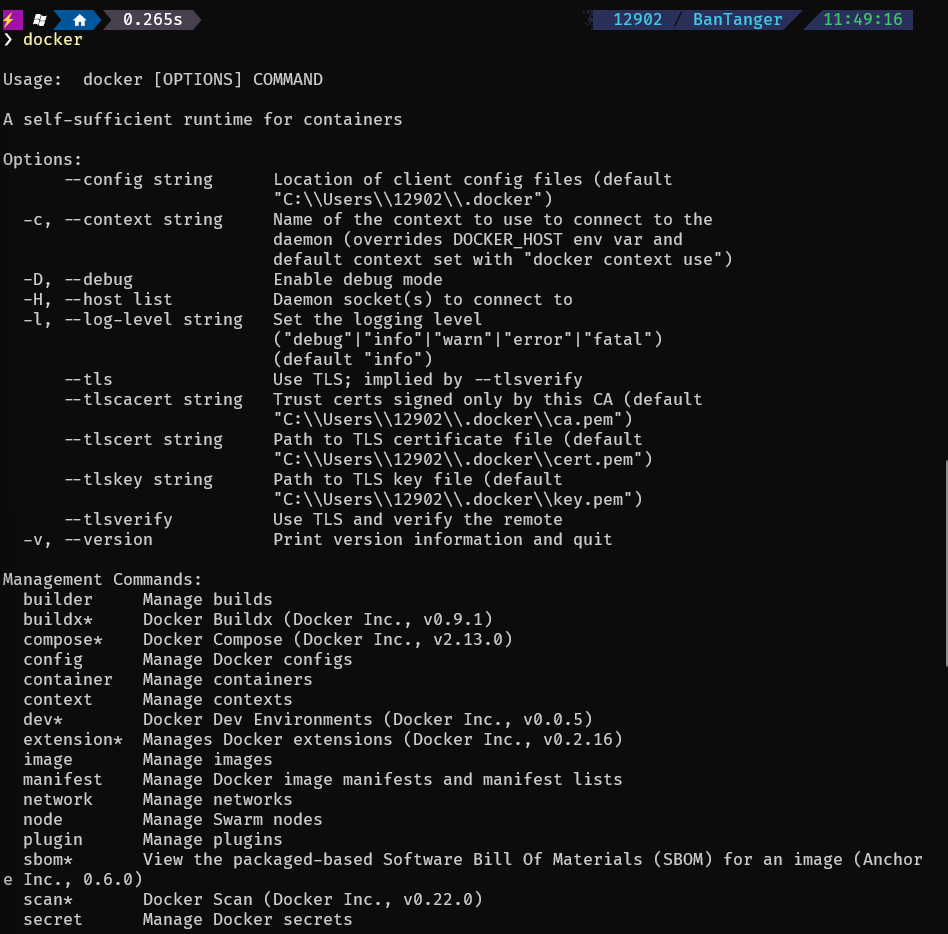 0.265s 12902 / BanTanger 11:49:16
❯ docker
Usage:  docker [OPTIONS] COMMAND
A self-sufficient runtime for containers
Options:
      --config string      Location of client config files (default
                           "C:\\Users\\12902\\.docker")
  -c, --context string     Name of the context to use to connect to the
                           daemon (overrides DOCKER_HOST env var and
                           default context set with "docker context use")
  -D, --debug              Enable debug mode
  -H, --host list          Daemon socket(s) to connect to
  -l, --log-level string   Set the logging level
                           ("debug"|"info"|"warn"|"error"|"fatal")
                           (default "info")
      --tls                Use TLS; implied by --tlsverify
      --tlscacert string   Trust certs signed only by this CA (default
                           "C:\\Users\\12902\\.docker\\ca.pem")
      --tlscert string     Path to TLS certificate file (default
                           "C:\\Users\\12902\\.docker\\cert.pem")
      --tlskey string      Path to TLS key file (default
                           "C:\\Users\\12902\\.docker\\key.pem")
      --tlsverify          Use TLS and verify the remote
  -v, --version            Print version information and quit
Management Commands:
  builder     Manage builds
  buildx*     Docker Buildx (Docker Inc., v0.9.1)
  compose*    Docker Compose (Docker Inc., v2.13.0)
  config      Manage Docker configs
  container   Manage containers
  context     Manage contexts
  dev*        Docker Dev Environments (Docker Inc., v0.0.5)
  extension*  Manages Docker extensions (Docker Inc., v0.2.16)
  image       Manage images
  manifest    Manage Docker image manifests and manifest lists
  network     Manage networks
  node        Manage Swarm nodes
  plugin      Manage plugins
  sbom*       View the packaged-based Software Bill Of Materials (SBOM) for an image (Anchor
e Inc., 0.6.0)
  scan*       Docker Scan (Docker Inc., v0.22.0)
  secret      Manage Docker secrets